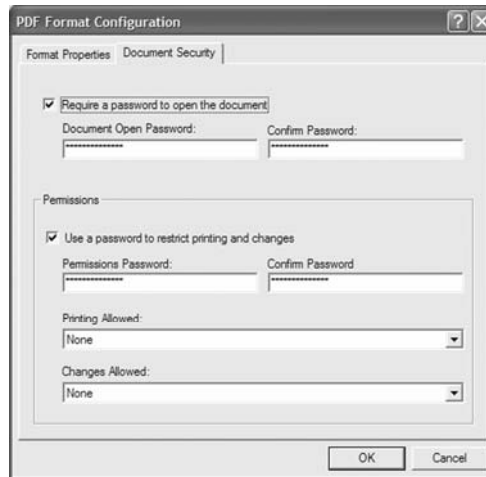 PDF Format Configuration
Format Properties Document Security
Require a password to open the document
Document Open Password: Confirm Password:
Permissions
Use a password to restrict printing and changes
Permissions Password: Confirm Password
Printing Allowed:
None
Changes Allowed:
None
OK Cancel